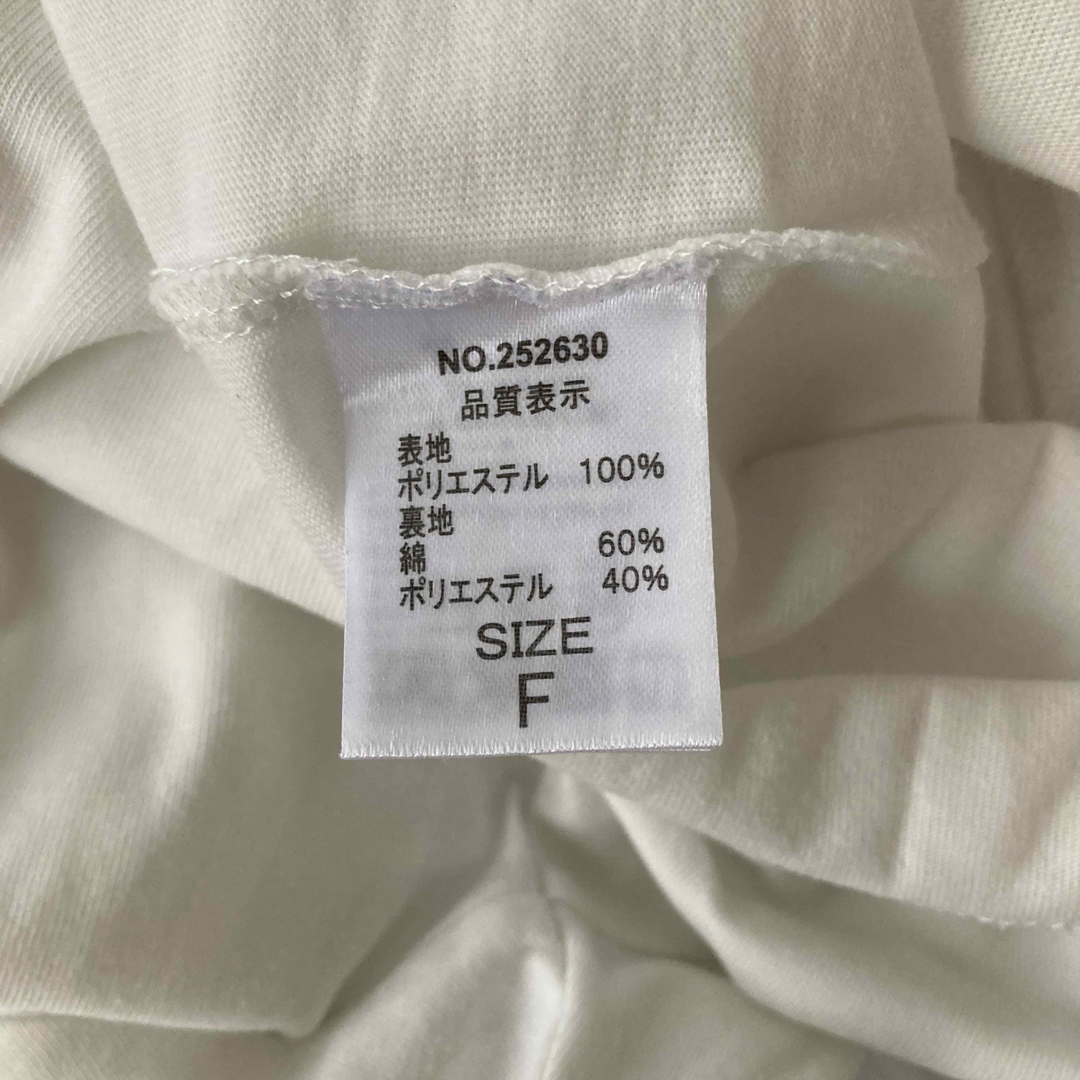 NO.252630
品質表示
表地
ポリエステル 100%
裏地
綿 60%
ポリエステル 40%
SIZE
F